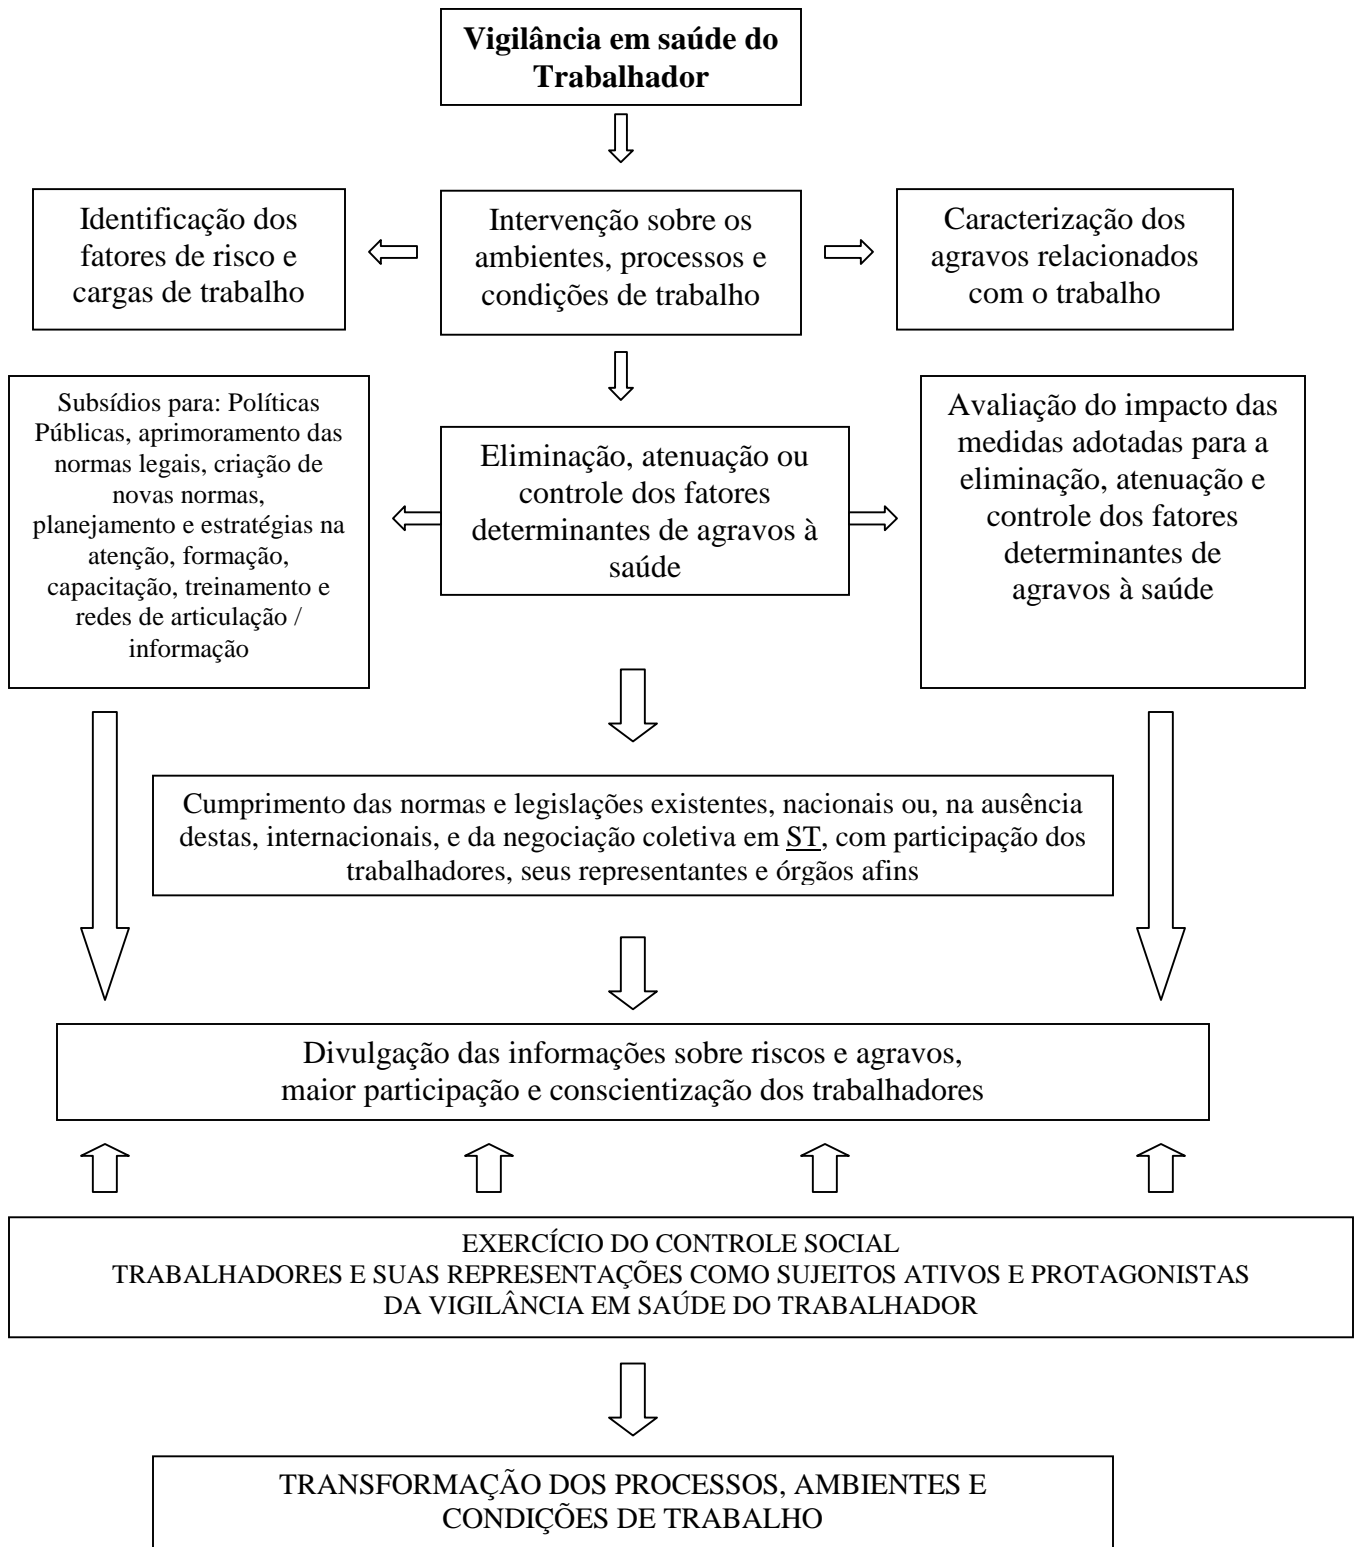 Vigilância em saúde do
Trabalhador
Identificação dos
fatores de risco e
cargas de trabalho
Intervenção sobre os
ambientes, processos e
condições de trabalho
Caracterização dos
agravos relacionados
com o trabalho
Subsídios para: Políticas
Públicas, aprimoramento das
normas legais, criação de
novas normas,
planejamento e estratégias na
atenção, formação,
capacitação, treinamento e
redes de articulação /
informação
Eliminação, atenuação ou
controle dos fatores
determinantes de agravos à
saúde
Avaliação do impacto das
medidas adotadas para a
eliminação, atenuação e
controle dos fatores
determinantes de
agravos à saúde
Cumprimento das normas e legislações existentes, nacionais ou, na ausência
destas, internacionais, e da negociação coletiva em ST, com participação dos
trabalhadores, seus representantes e órgãos afins
Divulgação das informações sobre riscos e agravos,
maior participação e conscientização dos trabalhadores
EXERCÍCIO DO CONTROLE SOCIAL
TRABALHADORES E SUAS REPRESENTAÇÕES COMO SUJEITOS ATIVOS E PROTAGONISTAS
DA VIGILÂNCIA EM SAÚDE DO TRABALHADOR
TRANSFORMAÇÃO DOS PROCESSOS, AMBIENTES E
CONDIÇÕES DE TRABALHO